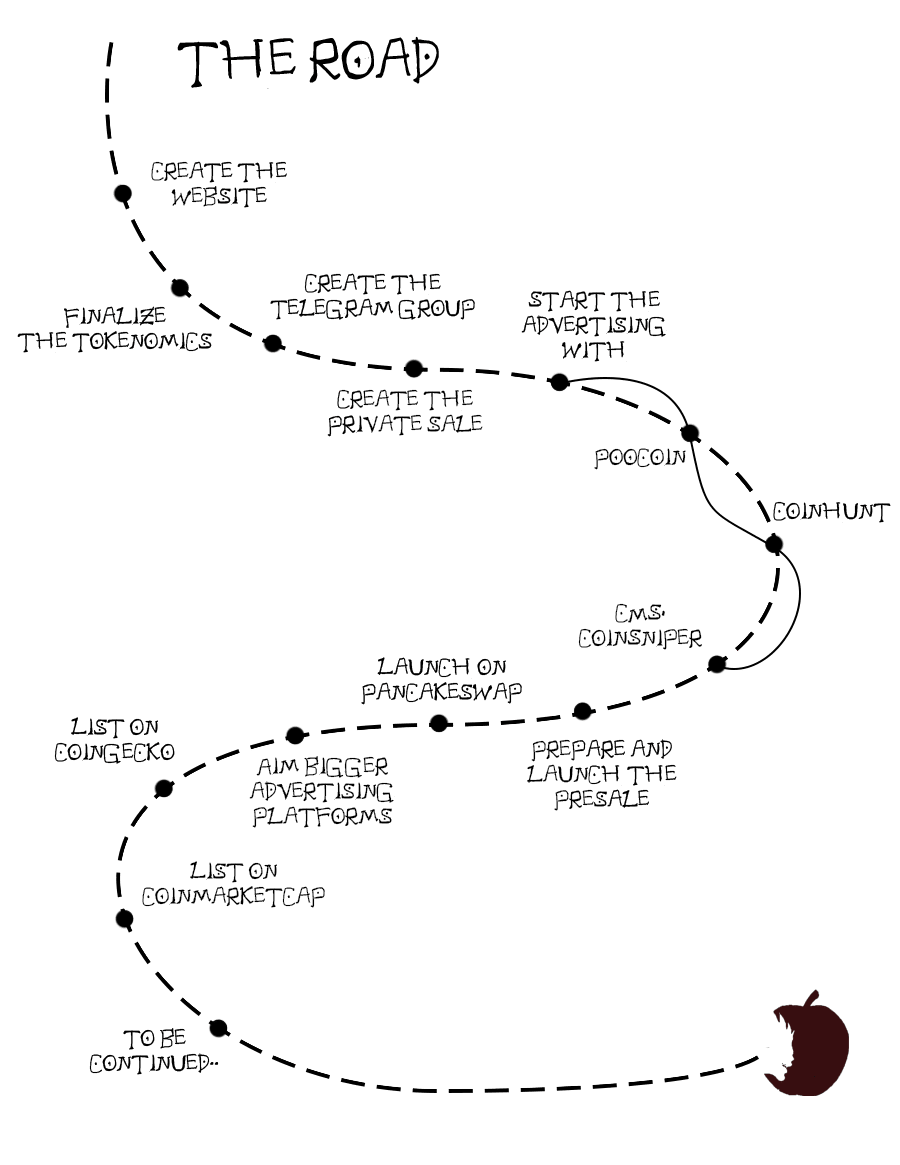 THE ROAD
CREATE THE
WEBSITE
FINALIZE
THE TOKENOMICS
CREATE THE
TELEGRAM GROUP
CREATE THE
PRIVATE SALE
START THE
ADVERTISING
WITH
POOCOIN
COINHUNT
CMS.
COINSNIPER
PREPARE AND
LAUNCH THE
PRESALE
LAUNCH ON
PANCAKESWAP
AIM BIGGER
ADVERTISING
PLATFORMS
LIST ON
COINGECKO
LIST ON
COINMARKETCAP
TO BE
CONTINUED..